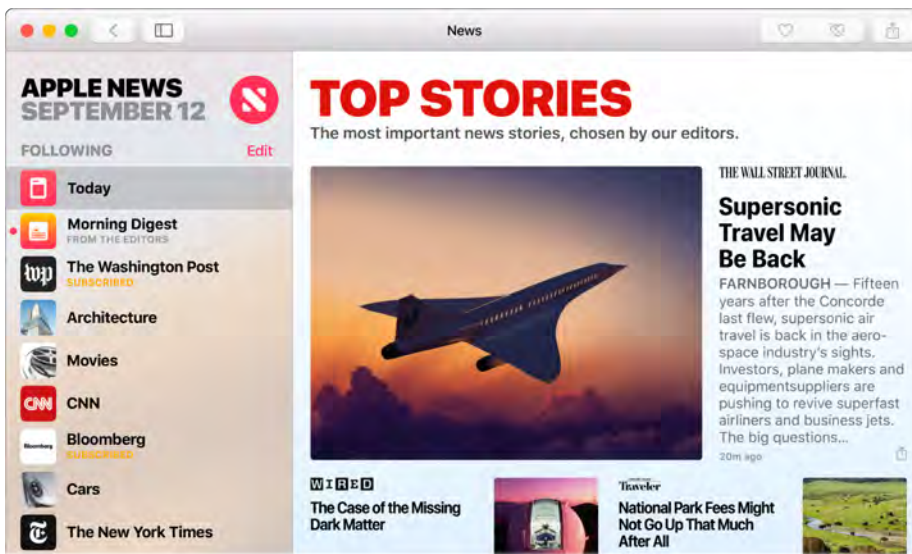 News
APPLE NEWS
SEPTEMBER 12
FOLLOWING Edit
Today
Morning Digest
FROM THE EDITORS
wp
The Washington Post
SUBSCRIBED
Architecture
Movies
CNN
CNN
Bloomberg
Bloomberg
SUBSCRIBED
Cars
The New York Times
TOP STORIES
The most important news stories, chosen by our editors.
THE WALL STREET JOURNAL.
Supersonic
Travel May
Be Back
FARNBOROUGH — Fifteen
years after the Concorde
last flew, supersonic air
travel is back in the aero-
space industry's sights.
Investors, plane makers and
equipmentsuppliers are
pushing to revive superfast
airliners and business jets.
The big questions...
20m ago
WIRED
The Case of the Missing
Dark Matter
Traveler
National Park Fees Might
Not Go Up That Much
After All